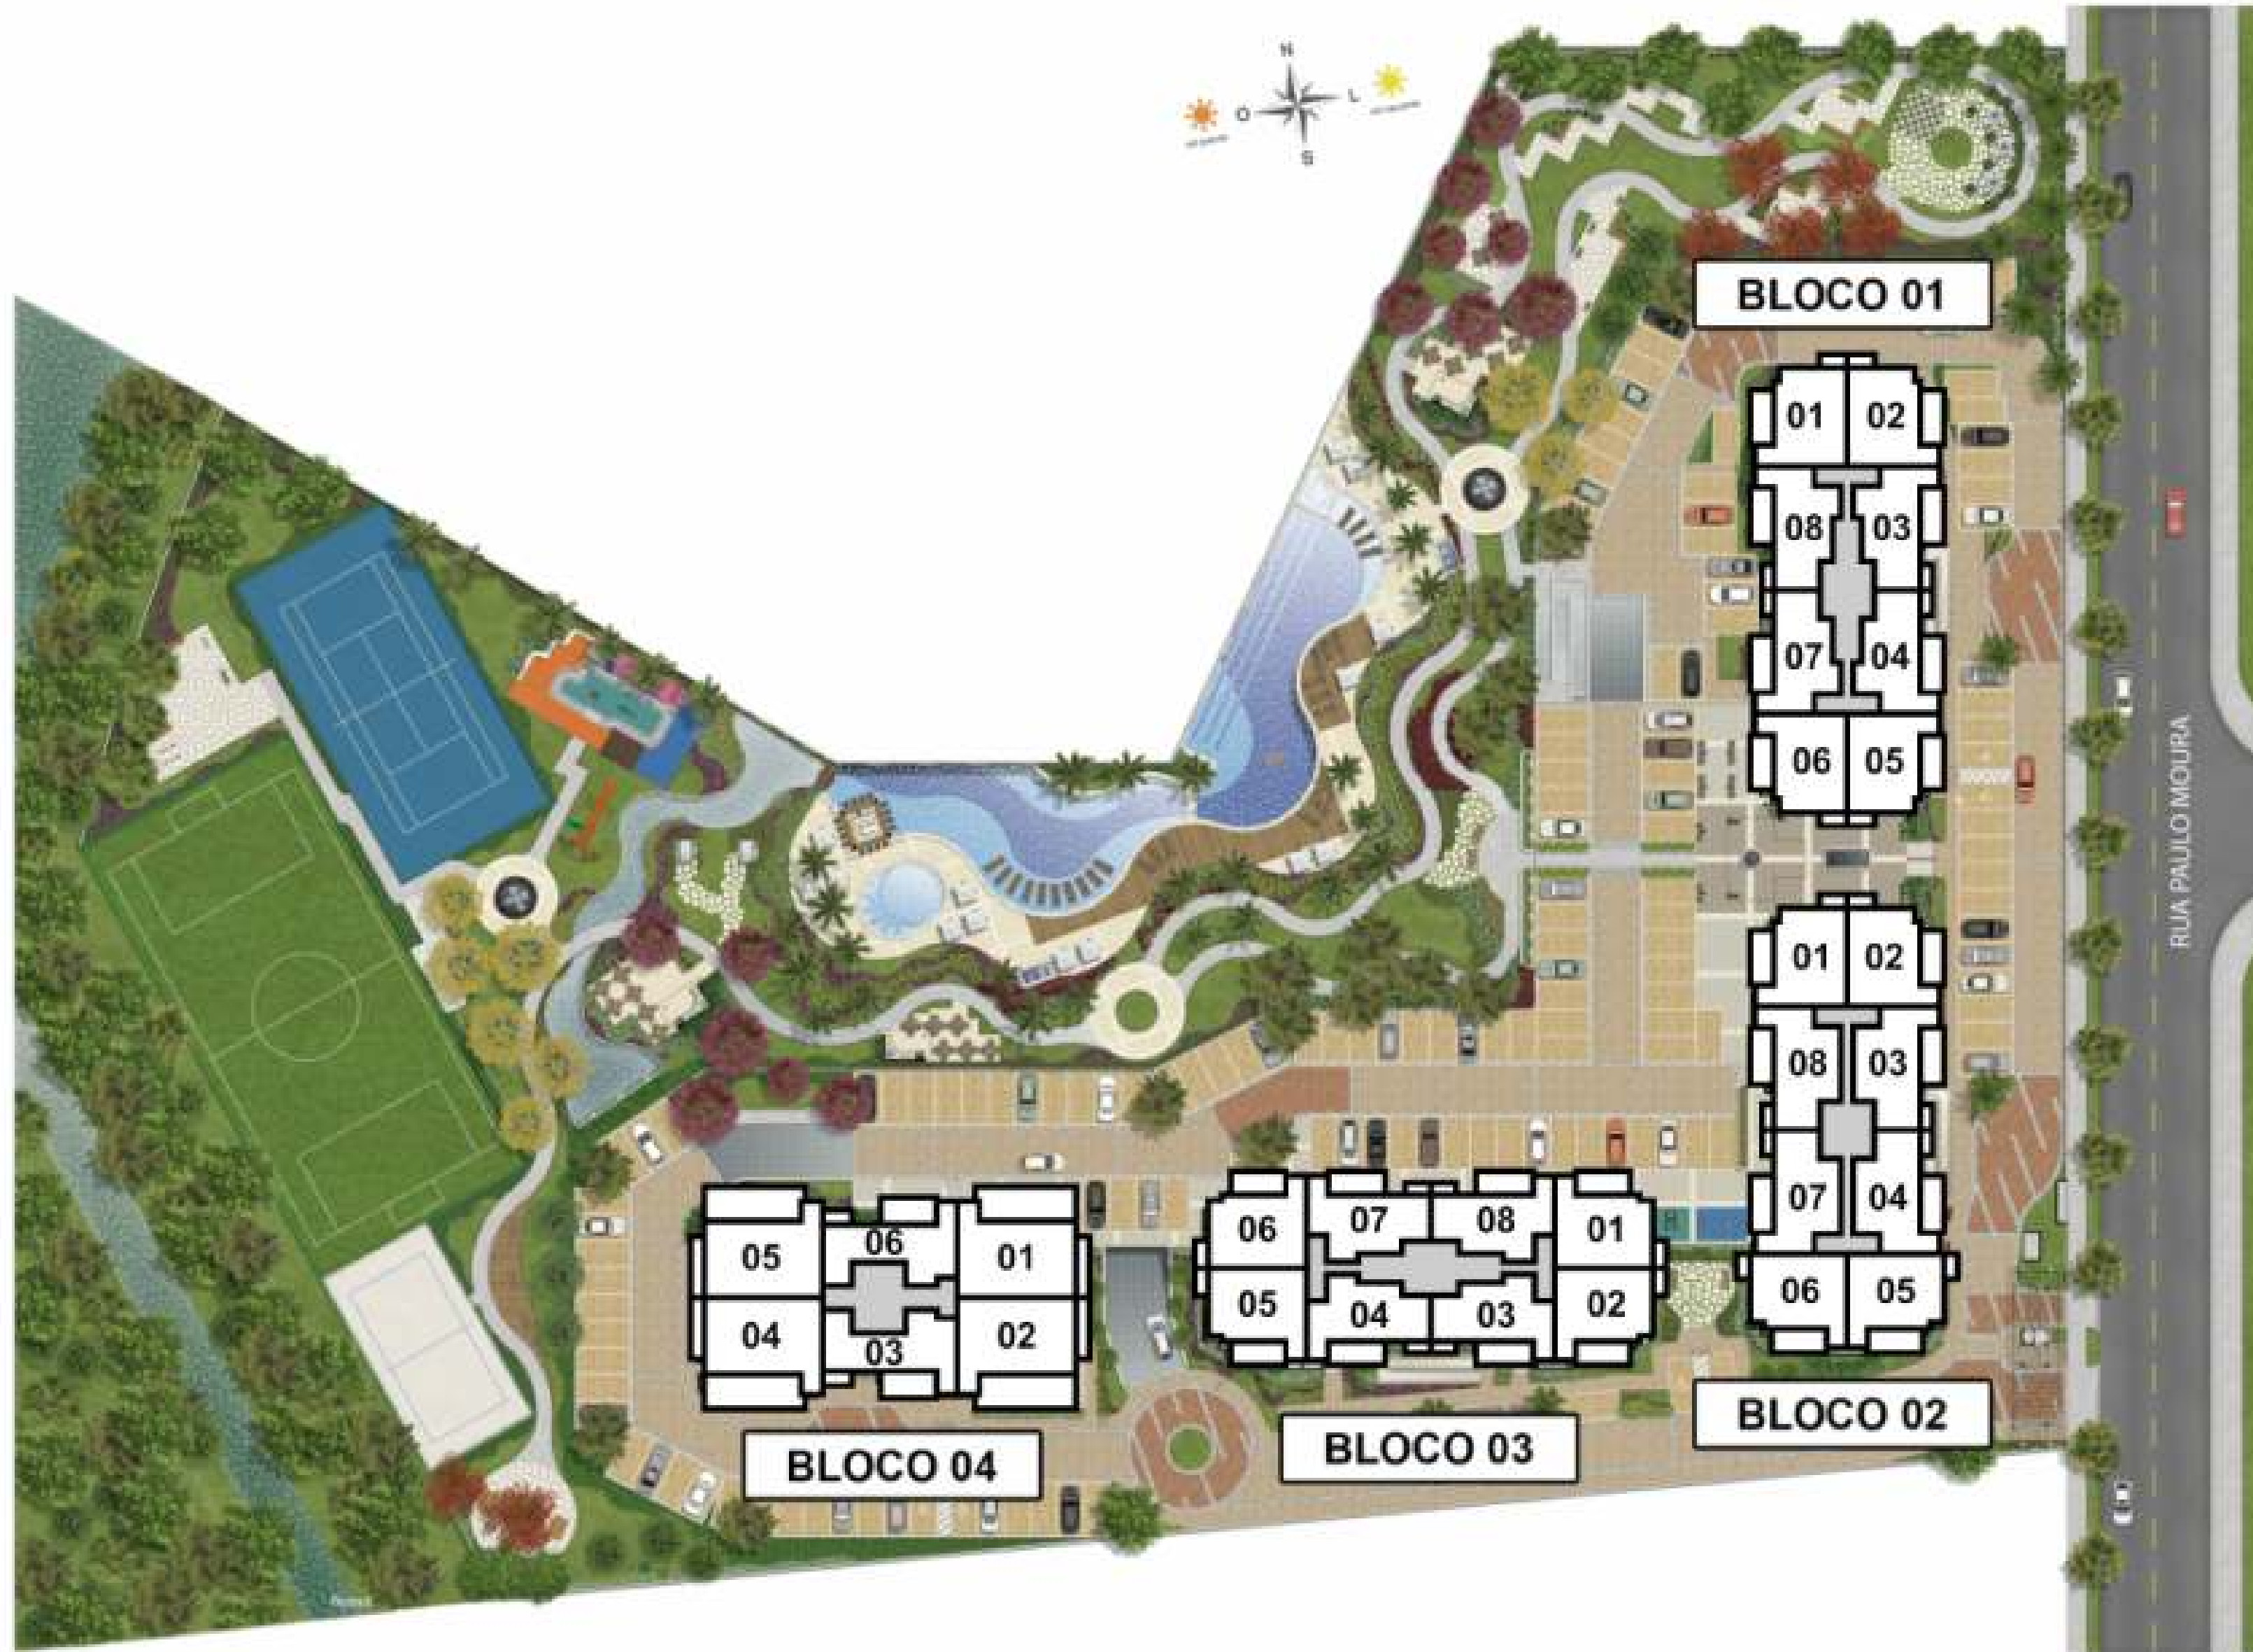 N
O
L
S
BLOCO 01
01 02
08 03
07 04
06 05
RUA PAULO MOURA
01 02
08 03
07 04
06 05
BLOCO 02
06 07 08 01
05 04 03 02
BLOCO 03
05 06 01
04 03 02
BLOCO 04